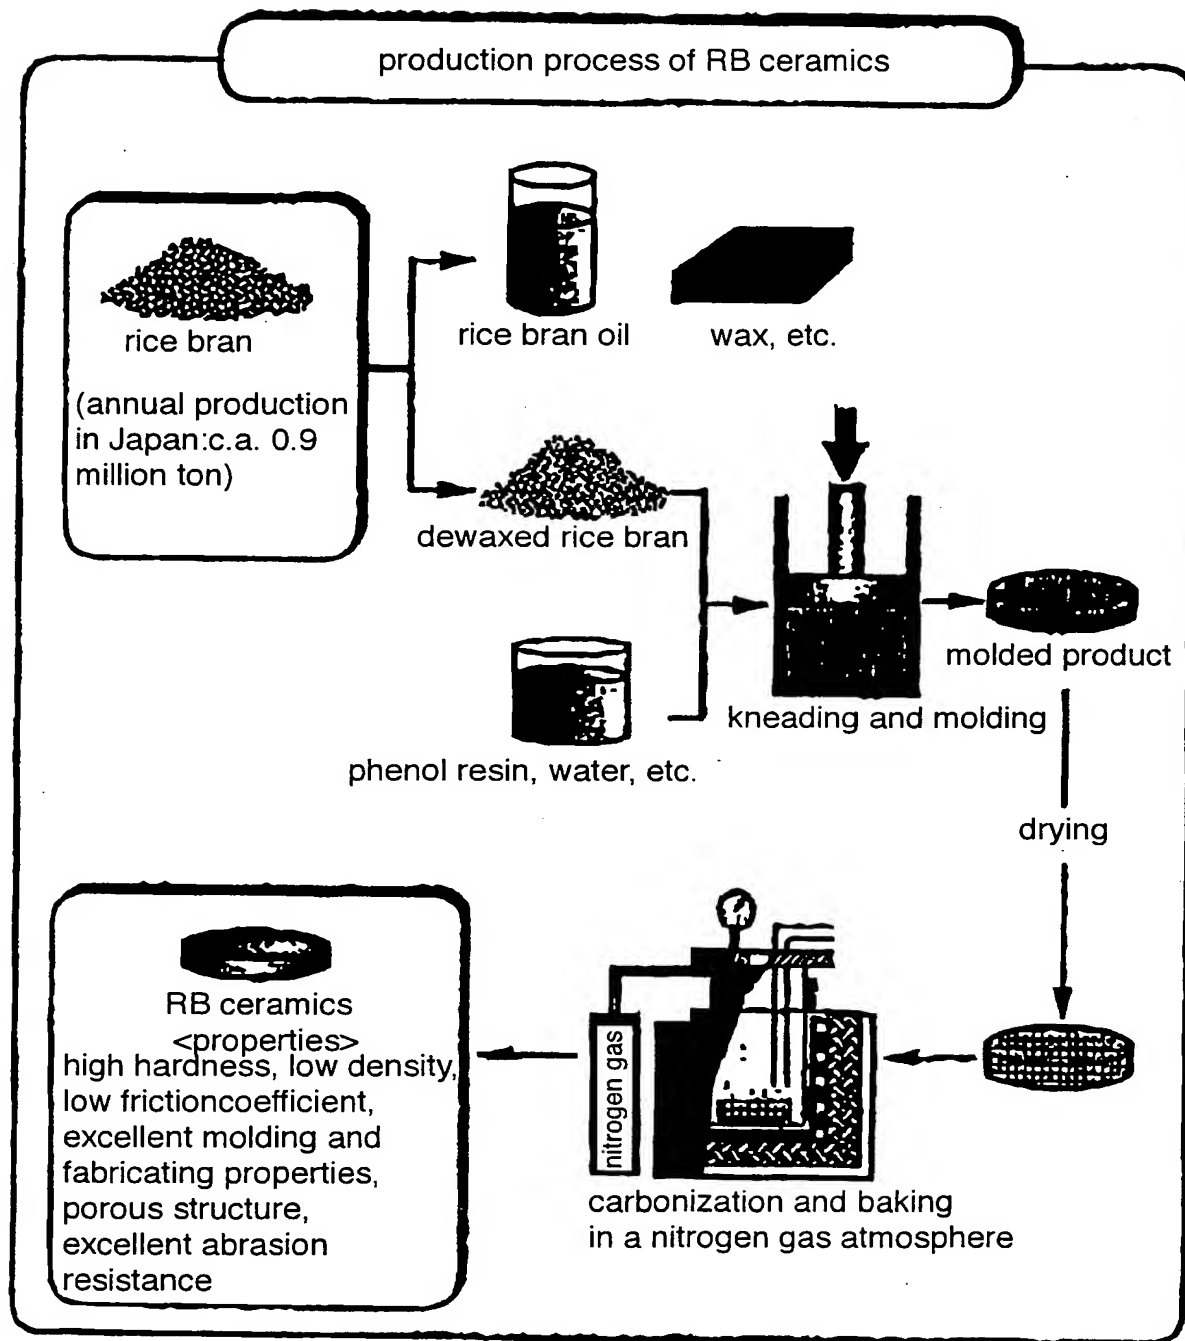 production process of RB ceramics
rice bran
(annual production
in Japan:c.a. 0.9
million ton)
rice bran oil
wax, etc.
dewaxed rice bran
phenol resin, water, etc.
kneading and molding
molded product
drying
nitrogen gas
carbonization and baking
in a nitrogen gas atmosphere
RB ceramics
<properties>
high hardness, low density,
low frictioncoefficient,
excellent molding and
fabricating properties,
porous structure,
excellent abrasion
resistance